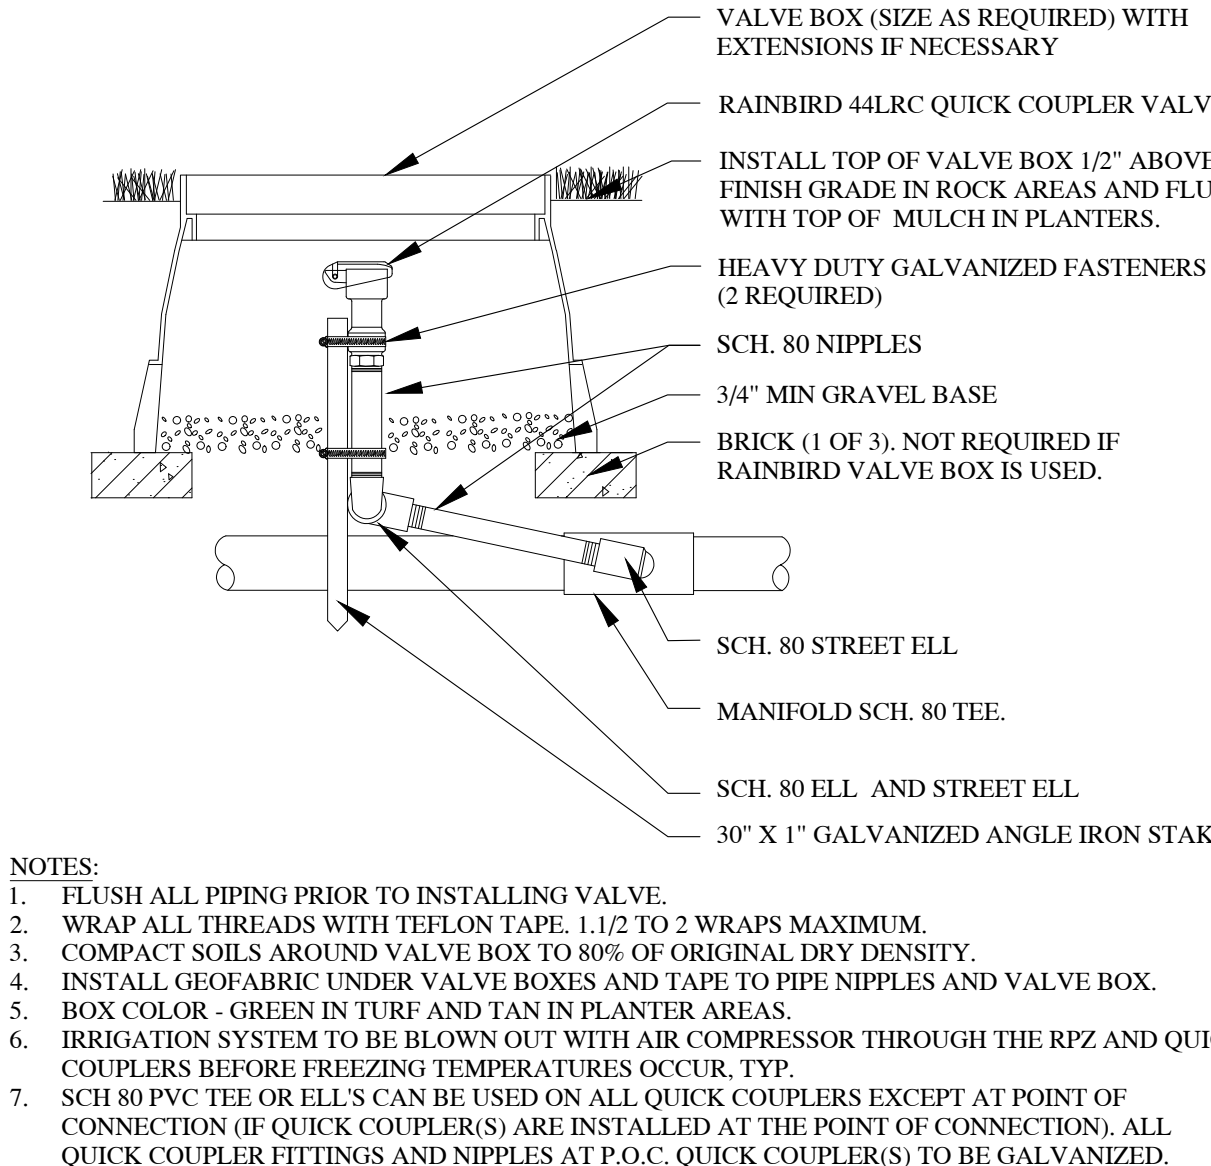 VALVE BOX (SIZE AS REQUIRED) WITH
EXTENSIONS IF NECESSARY
RAINBIRD 44LRC QUICK COUPLER VALV
INSTALL TOP OF VALVE BOX 1/2" ABOVE
FINISH GRADE IN ROCK AREAS AND FLU
WITH TOP OF MULCH IN PLANTERS.
HEAVY DUTY GALVANIZED FASTENERS
(2 REQUIRED)
SCH. 80 NIPPLES
3/4" MIN GRAVEL BASE
BRICK (1 OF 3). NOT REQUIRED IF
RAINBIRD VALVE BOX IS USED.
SCH. 80 STREET ELL
MANIFOLD SCH. 80 TEE.
SCH. 80 ELL AND STREET ELL
30" X 1" GALVANIZED ANGLE IRON STAK
NOTES:
1. FLUSH ALL PIPING PRIOR TO INSTALLING VALVE.
2. WRAP ALL THREADS WITH TEFLON TAPE. 1.1/2 TO 2 WRAPS MAXIMUM.
3. COMPACT SOILS AROUND VALVE BOX TO 80% OF ORIGINAL DRY DENSITY.
4. INSTALL GEOFABRIC UNDER VALVE BOXES AND TAPE TO PIPE NIPPLES AND VALVE BOX.
5. BOX COLOR - GREEN IN TURF AND TAN IN PLANTER AREAS.
6. IRRIGATION SYSTEM TO BE BLOWN OUT WITH AIR COMPRESSOR THROUGH THE RPZ AND QUI
COUPLERS BEFORE FREEZING TEMPERATURES OCCUR, TYP.
7. SCH 80 PVC TEE OR ELL'S CAN BE USED ON ALL QUICK COUPLERS EXCEPT AT POINT OF
CONNECTION (IF QUICK COUPLER(S) ARE INSTALLED AT THE POINT OF CONNECTION). ALL
QUICK COUPLER FITTINGS AND NIPPLES AT P.O.C. QUICK COUPLER(S) TO BE GALVANIZED.